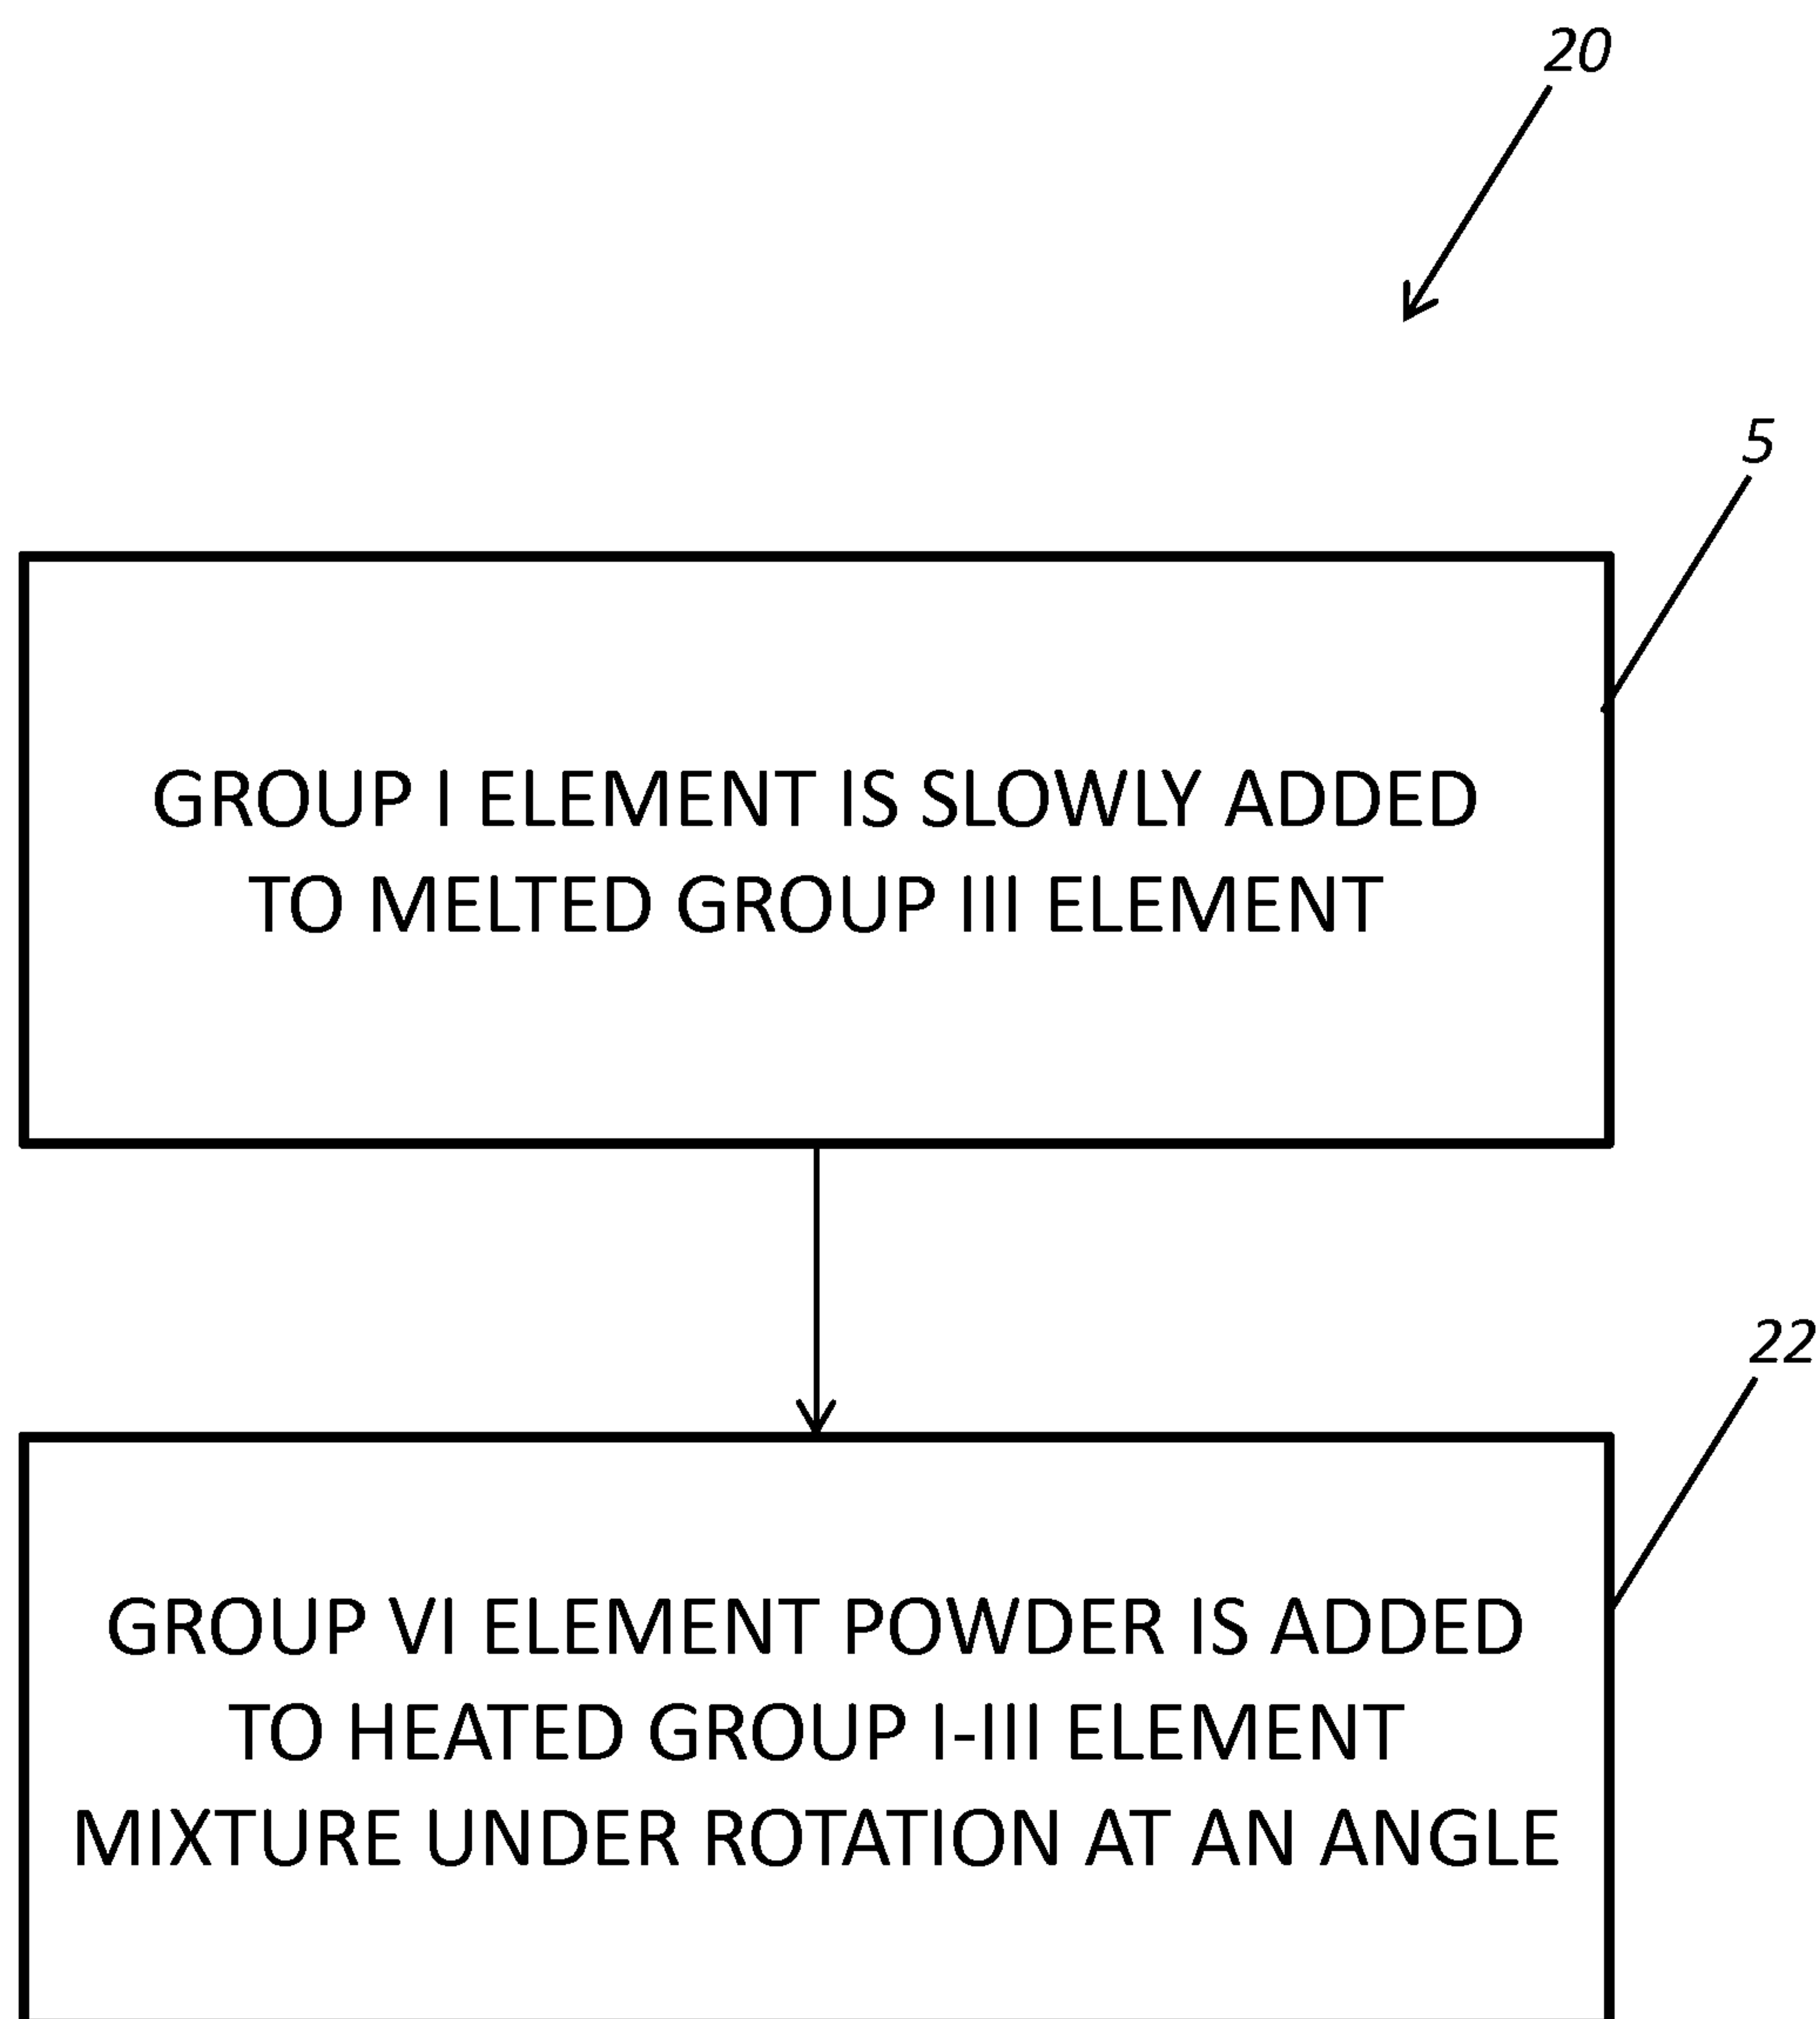 20
5
GROUP I ELEMENT IS SLOWLY ADDED
TO MELTED GROUP III ELEMENT
22
GROUP VI ELEMENT POWDER IS ADDED
TO HEATED GROUP I-III ELEMENT
MIXTURE UNDER ROTATION AT AN ANGLE